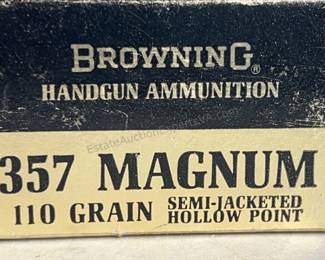 BROWNING®
HANDGUN AMMUNITION
357 MAGNUM
110 GRAIN SEMI-JACKETED
HOLLOW POINT